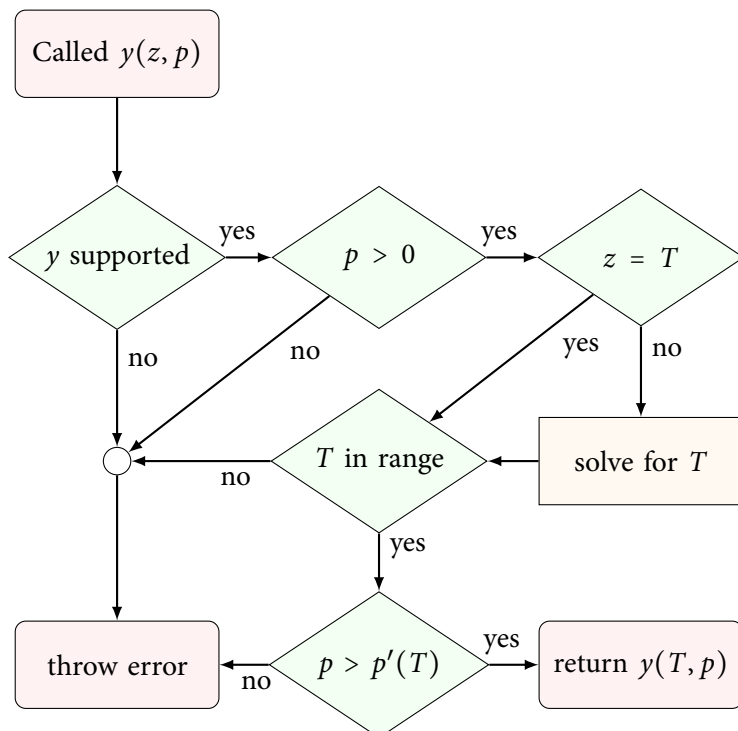 Called y(z, p)
y supported
yes
p > 0
yes
z = T
no
no
yes
no
T in range
no
solve for T
yes
throw error
no
p > p′(T)
yes
return y(T, p)